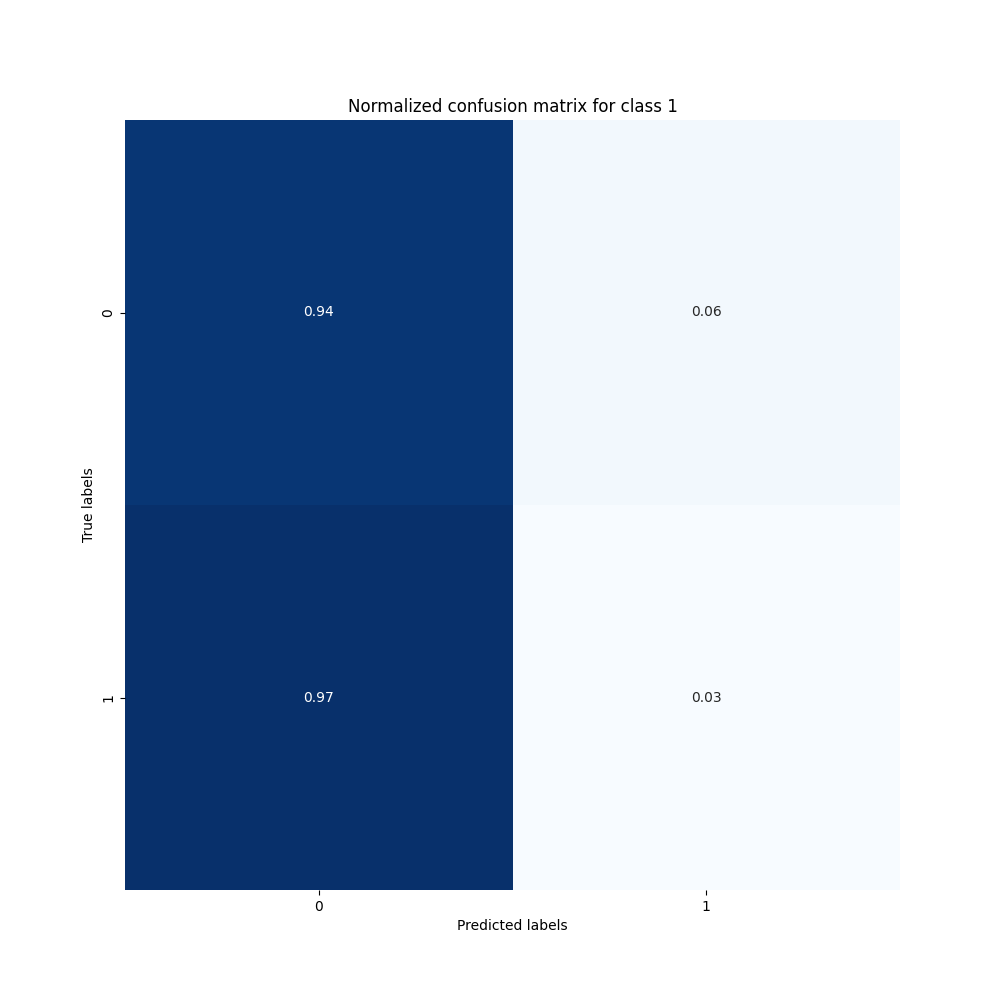 Normalized confusion matrix for class 1
0.94 0.06
0
True labels
0.97 0.03
1
0 1
Predicted labels